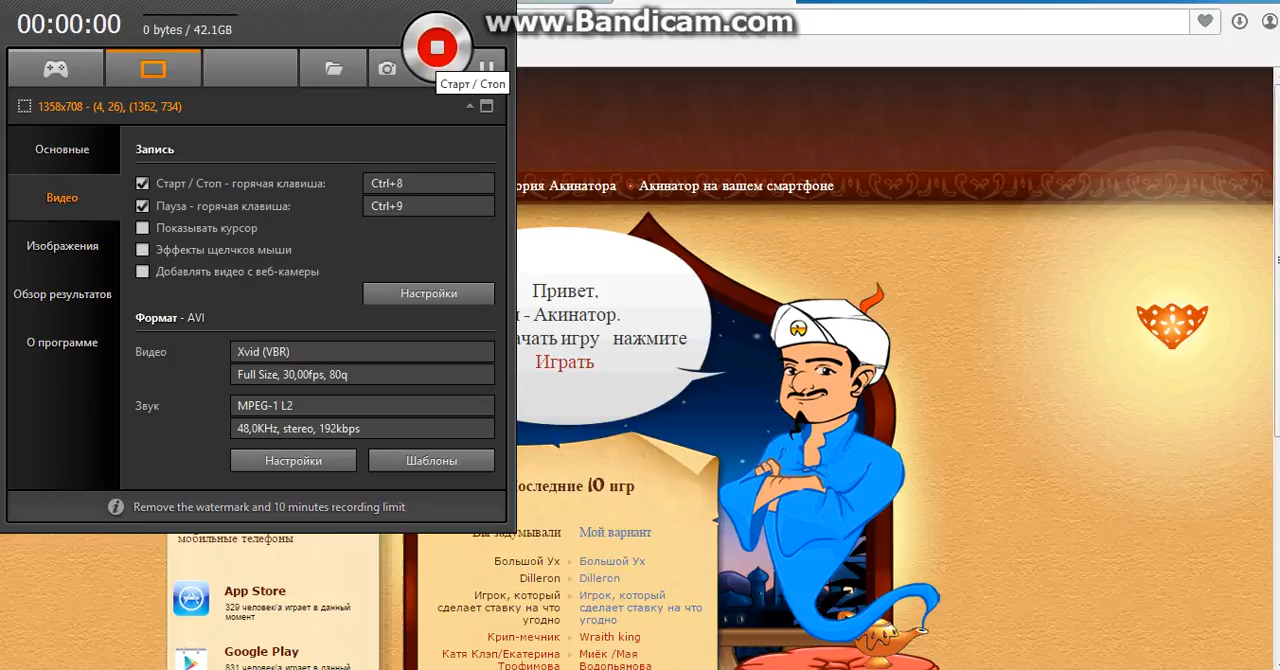 www.Bandicam.com
00:00:00
0 bytes / 42.1GB
Старт / Стоп
1358x708 - (4, 26), (1362, 734)
Основные
Видео
Изображения
Обзор результатов
О программе
Запись
Старт / Стоп - горячая клавиша:
Ctrl+8
Пауза - горячая клавиша:
Ctrl+9
Показывать курсор
Эффекты щелчков мыши
Добавлять видео с веб-камеры
Настройки
Формат - AVI
Видео
Xvid (VBR)
Full Size, 30,00fps, 80q
Звук
MPEG-1 L2
48,0KHz, stereo, 192kbps
Настройки
Шаблоны
Remove the watermark and 10 minutes recording limit
ория Акинатора
Акинатор на вашем смартфоне
Привет,
- Акинатор.
ачать игру нажмите
Играть
оследние 10 игр
Вы задумывали
Мой вариант
Большой Ух
Большой Ух
Dilleron
Dilleron
Игрок, который
сделает ставку на что
угодно
Игрок, который
сделает ставку на что
угодно
Крип-мечник
Wraith king
Катя Клэп/Екатерина
Трофимова
Миёк /Мая
Водопьянова
мобильные телефоны
App Store
329 человек/а играет в данный
момент
Google Play
831 человек/а играет в данный